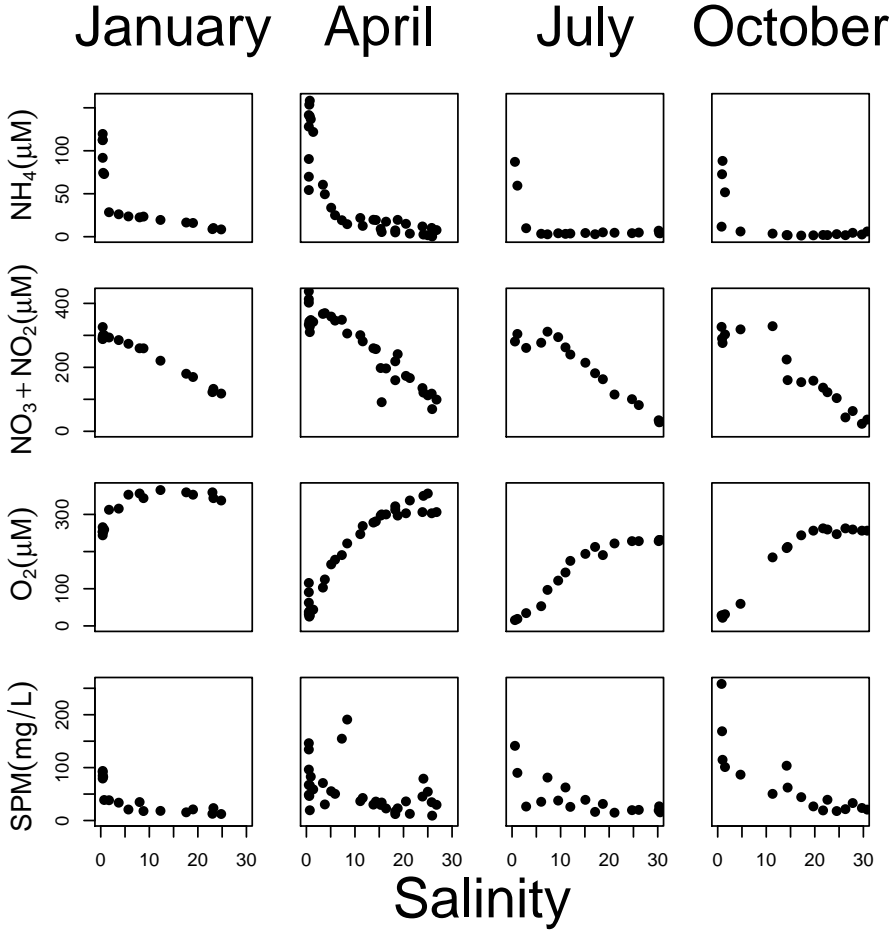 January April July October
NH4(μM)
0 50 100
NO3 + NO2(μM)
0 200 400
O2(μM)
0 100 300
SPM(mg/L)
0 100 200
0 10 20 30 0 10 20 30 0 10 20 30 0 10 20 30
Salinity